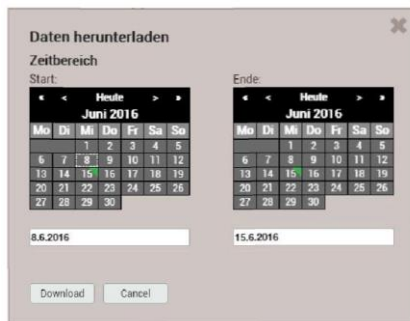 Daten herunterladen
Zeitbereich
Start:
« < Heute > »
Juni 2016
Mo Di Mi Do Fr Sa So
1 2 3 4 5
6 7 8 9 10 11 12
13 14 15 16 17 18 19
20 21 22 23 24 25 26
27 28 29 30
8.6.2016
Ende:
« < Heute > »
Juni 2016
Mo Di Mi Do Fr Sa So
1 2 3 4 5
6 7 8 9 10 11 12
13 14 15 16 17 18 19
20 21 22 23 24 25 26
27 28 29 30
15.6.2016
Download Cancel